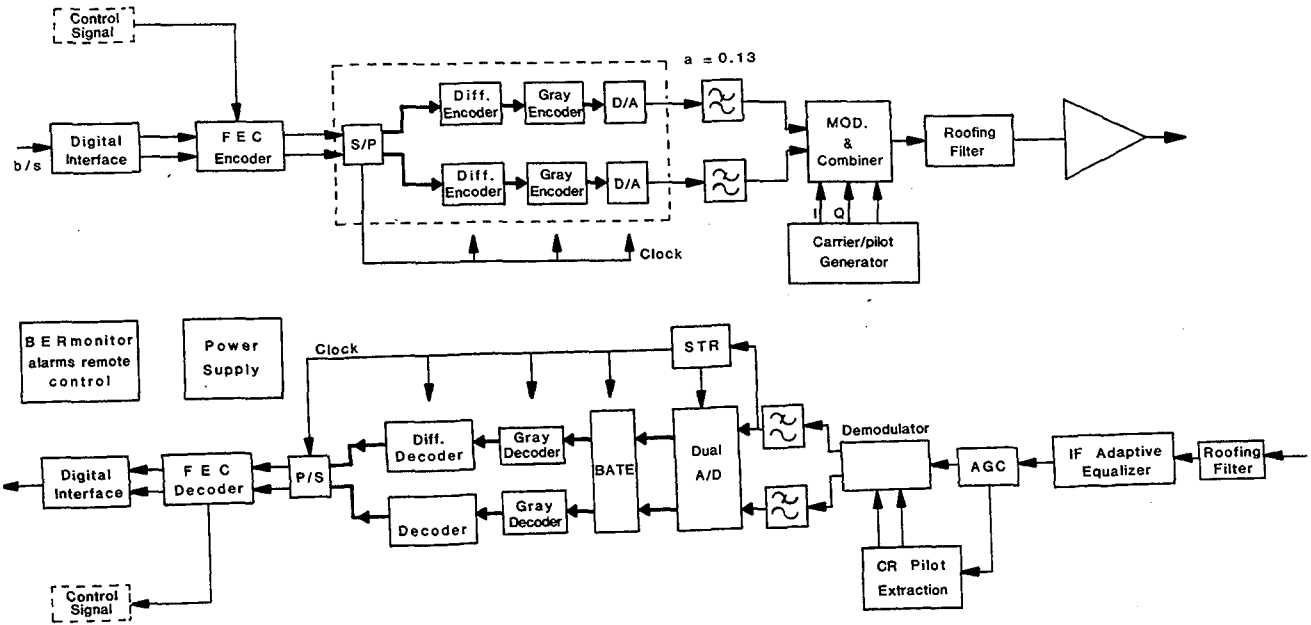 Control
Signal
a = 0.13
b/s
Digital
Interface
F E C
Encoder
S/P
Diff.
Encoder
Gray
Encoder
D/A
Diff.
Encoder
Gray
Encoder
D/A
MOD.
&
Combiner
Roofing
Filter
I Q
Carrier/pilot
Generator
Clock
B E R monitor
alarms remote
control
Power
Supply
Clock
STR
Digital
Interface
F E C
Decoder
P/S
Diff.
Decoder
Gray
Decoder
BATE
Dual
A/D
Decoder
Gray
Decoder
Demodulator
AGC
IF Adaptive
Equalizer
Roofing
Filter
CR Pilot
Extraction
Control
Signal